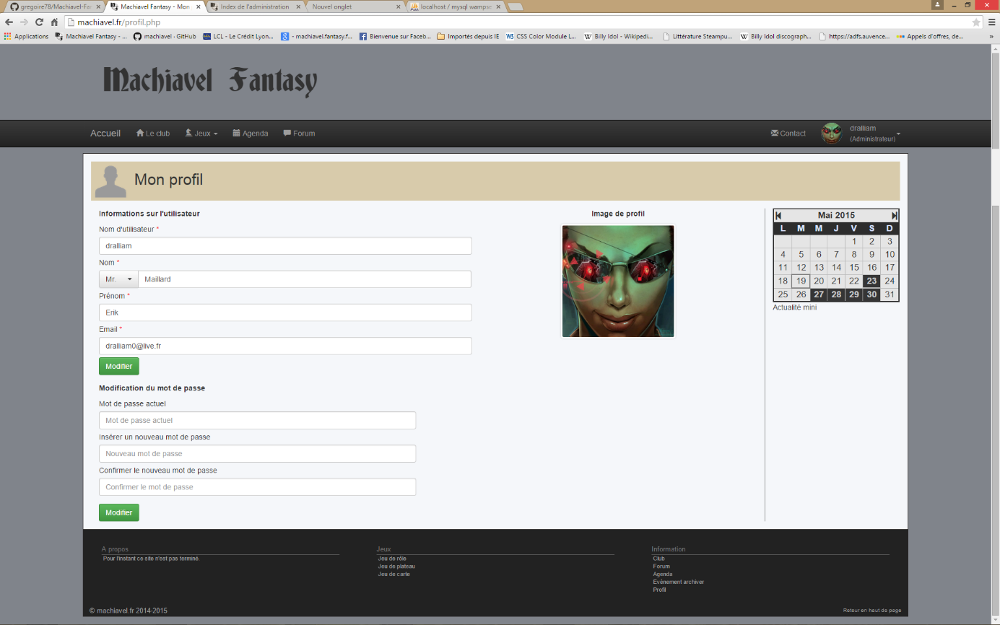 gregoire78/Machiavel-Fan
Machiavel Fantasy - Mon
Index de l'administration
Nouvel onglet
localhost / mysql wampse
machiavel.fr/profil.php
Applications
Machiavel Fantasy - ...
machiavel · GitHub
LCL - Le Crédit Lyon...
- machiavel.fantasy.f...
Bienvenue sur Faceb...
Importés depuis IE
CSS Color Module L...
Billy Idol - Wikipedi...
Littérature Steampu...
Billy Idol discograph...
https://adfs.auvence...
Appels d'offres, de...
»
Machiavel Fantasy
Accueil Le club Jeux Agenda Forum Contact dralliam
(Administrateur)
Mon profil
Informations sur l'utilisateur
Nom d'utilisateur *
dralliam
Nom *
Mr. Maillard
Prénom *
Erik
Email *
dralliam0@live.fr
Modifier
Modification du mot de passe
Mot de passe actuel
Mot de passe actuel
Insérer un nouveau mot de passe
Nouveau mot de passe
Confirmer le nouveau mot de passe
Confirmer le mot de passe
Modifier
Image de profil
Mai 2015
L M M J V S D
1 2 3
4 5 6 7 8 9 10
11 12 13 14 15 16 17
18 19 20 21 22 23 24
25 26 27 28 29 30 31
Actualité mini
A propos
Pour l'instant ce site n'est pas terminé.
Jeux
Jeu de rôle
Jeu de plateau
Jeu de carte
Information
Club
Forum
Agenda
Evénement archiver
Profil
© machiavel.fr 2014-2015
Retour en haut de page